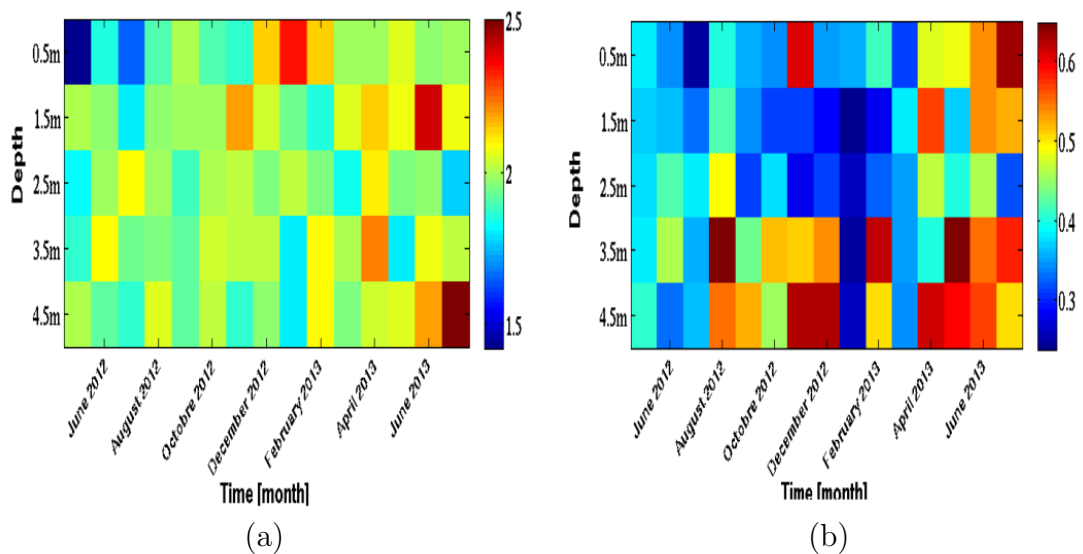 2.5
0.5m
1.5m
2.5m
3.5m
4.5m
Depth
2
1.5
June 2012
August 2012
Octobre 2012
December 2012
February 2013
April 2013
June 2013
Time [month]
(a)
0.5m
1.5m
2.5m
3.5m
4.5m
Depth
0.6
0.5
0.4
0.3
June 2012
August 2012
Octobre 2012
December 2012
February 2013
April 2013
June 2013
Time [month]
(b)